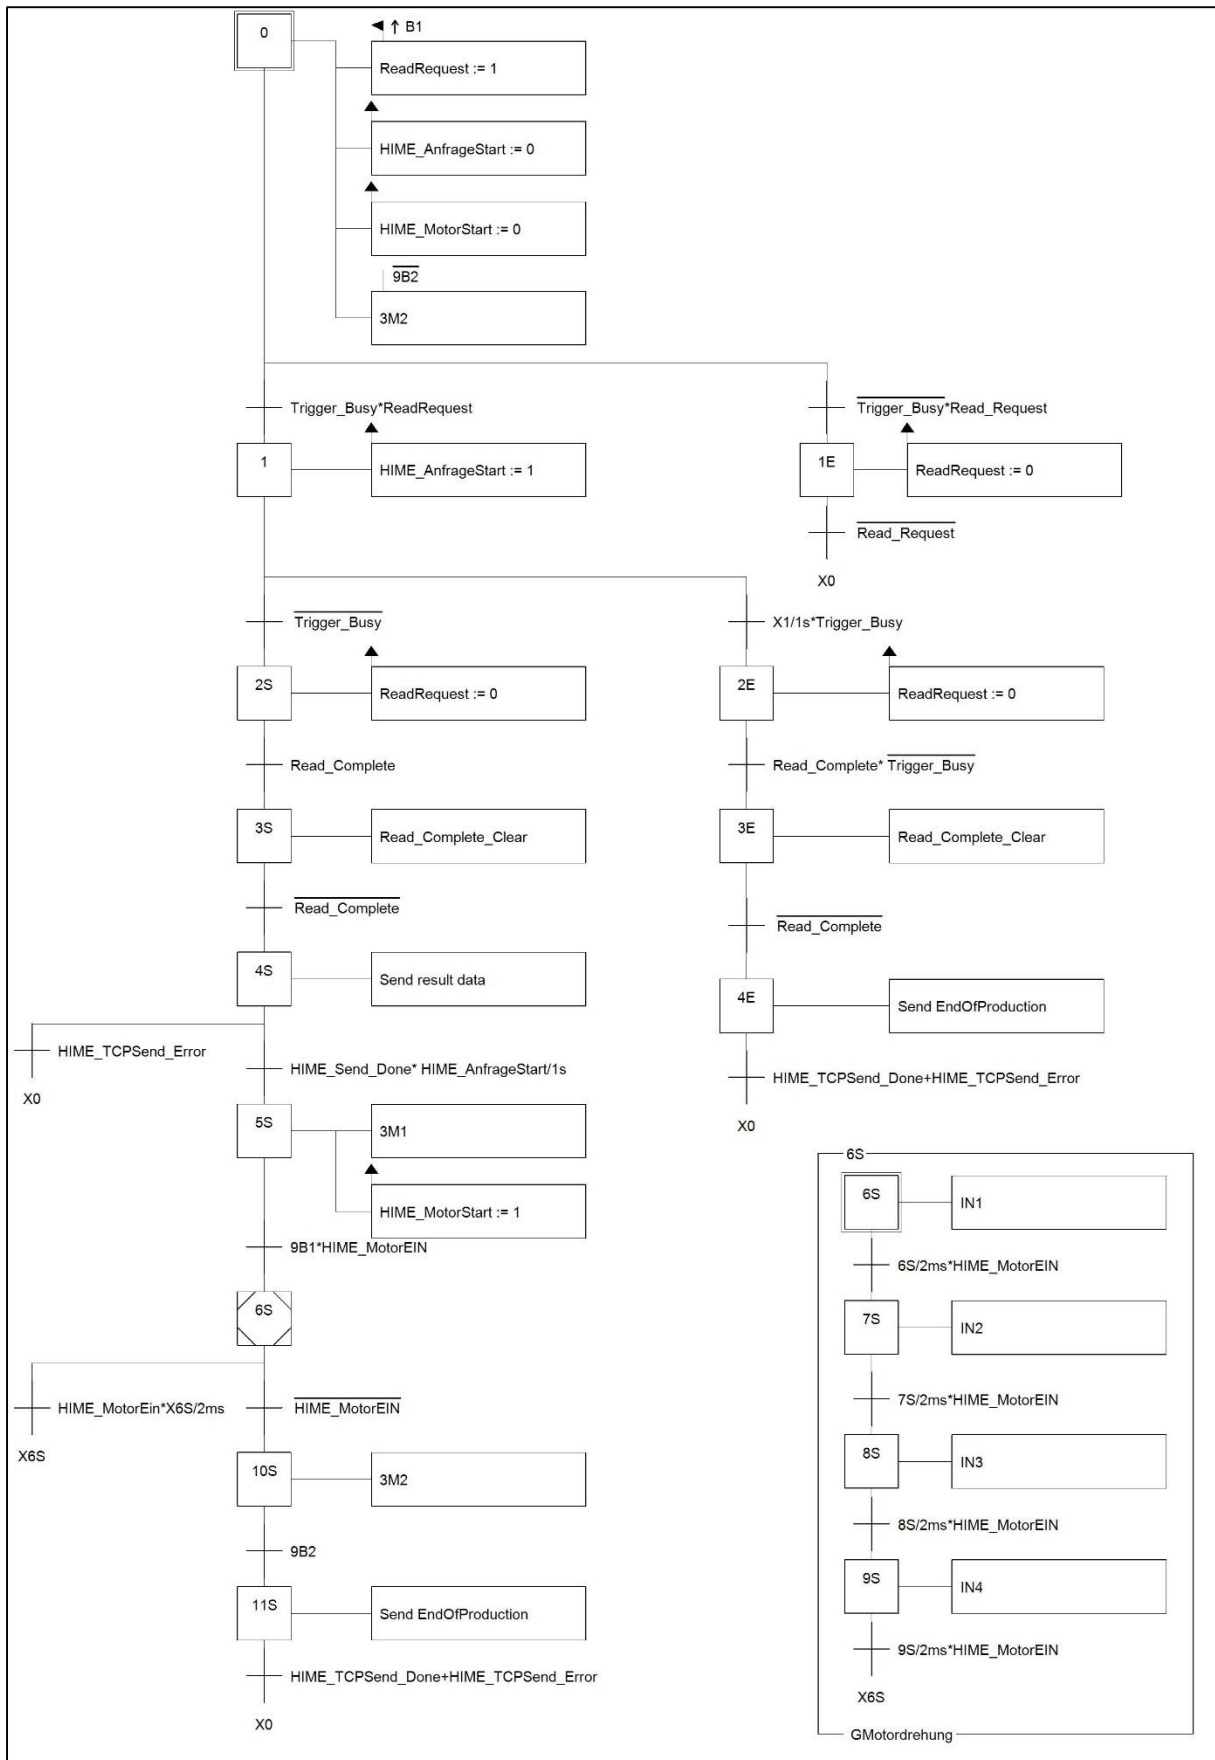 0
↑ B1
ReadRequest := 1
HIME_AnfrageStart := 0
HIME_MotorStart := 0
9B2
3M2
Trigger_Busy*ReadRequest
Trigger_Busy*Read_Request
1
HIME_AnfrageStart := 1
1E
ReadRequest := 0
Read_Request
X0
Trigger_Busy
X1/1s*Trigger_Busy
2S
ReadRequest := 0
2E
ReadRequest := 0
Read_Complete
Read_Complete* Trigger_Busy
3S
Read_Complete_Clear
3E
Read_Complete_Clear
Read_Complete
Read_Complete
4S
Send result data
4E
Send EndOfProduction
HIME_TCPSend_Error
HIME_Send_Done* HIME_AnfrageStart/1s
HIME_TCPSend_Done+HIME_TCPSend_Error
X0
X0
5S
3M1
HIME_MotorStart := 1
9B1*HIME_MotorEIN
6S
HIME_MotorEin*X6S/2ms
HIME_MotorEIN
X6S
10S
3M2
9B2
11S
Send EndOfProduction
HIME_TCPSend_Done+HIME_TCPSend_Error
X0
6S
6S
IN1
6S/2ms*HIME_MotorEIN
7S
IN2
7S/2ms*HIME_MotorEIN
8S
IN3
8S/2ms*HIME_MotorEIN
9S
IN4
9S/2ms*HIME_MotorEIN
X6S
GMotordrehung